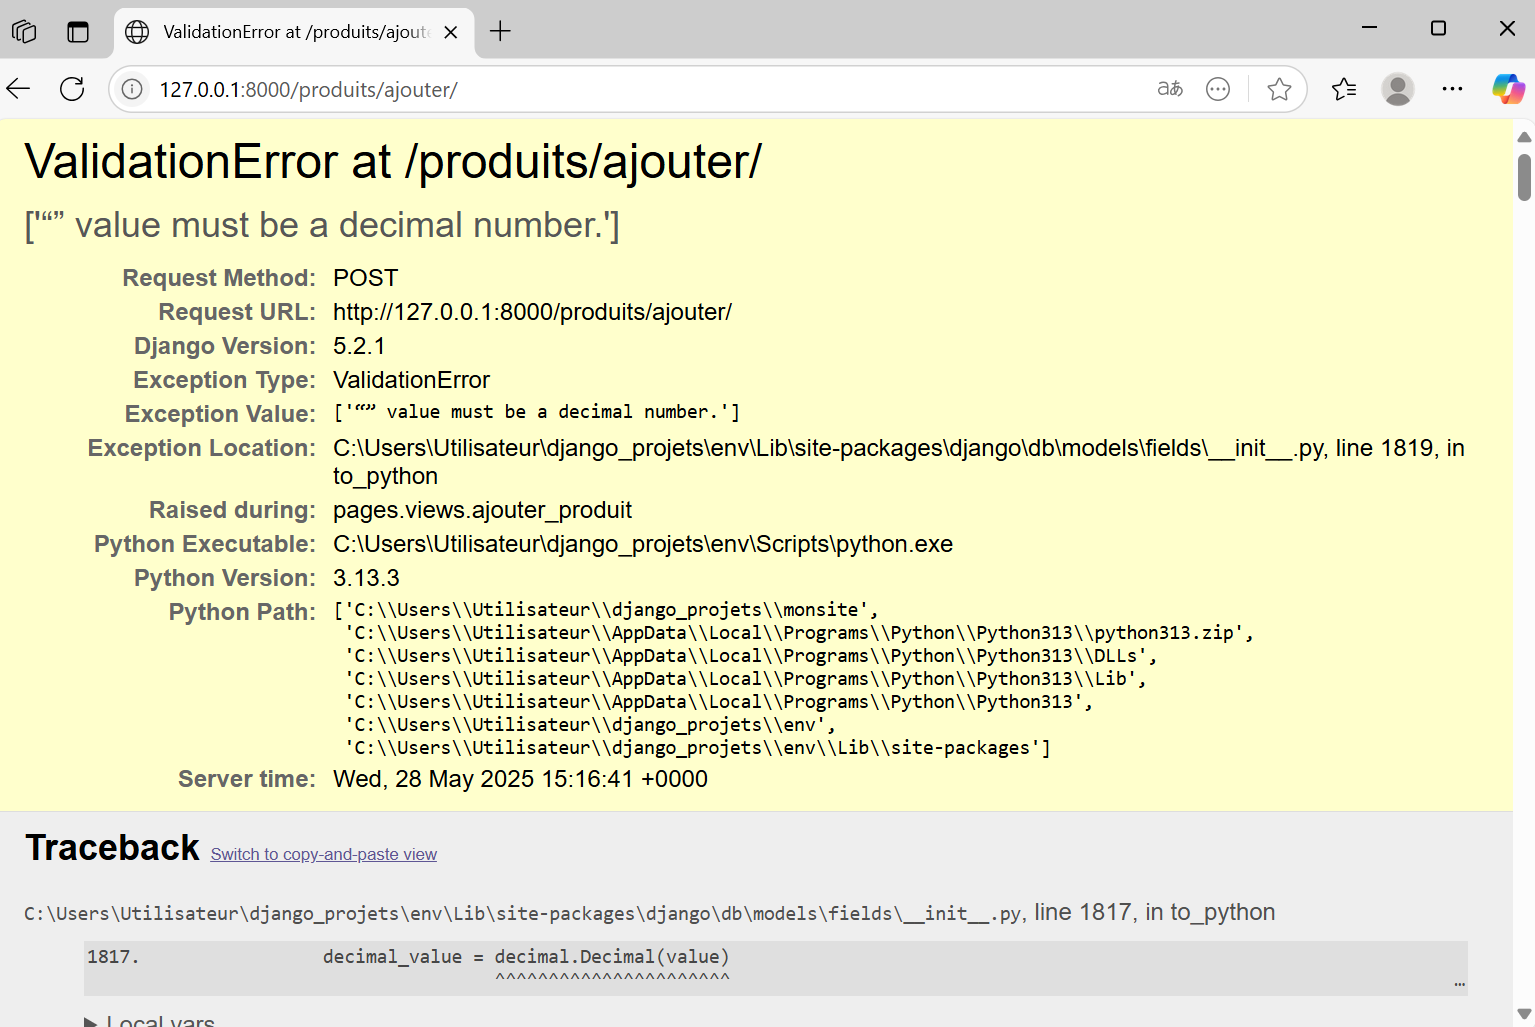 ValidationError at /produits/ajoute
127.0.0.1:8000/produits/ajouter/
ValidationError at /produits/ajouter/
['“” value must be a decimal number.']
Request Method: POST
Request URL: http://127.0.0.1:8000/produits/ajouter/
Django Version: 5.2.1
Exception Type: ValidationError
Exception Value: ['“” value must be a decimal number.']
Exception Location: C:\Users\Utilisateur\django_projets\env\Lib\site-packages\django\db\models\fields\__init__.py, line 1819, in
to_python
Raised during: pages.views.ajouter_produit
Python Executable: C:\Users\Utilisateur\django_projets\env\Scripts\python.exe
Python Version: 3.13.3
Python Path: ['C:\\Users\\Utilisateur\\django_projets\\monsite',
'C:\\Users\\Utilisateur\\AppData\\Local\\Programs\\Python\\Python313\\python313.zip',
'C:\\Users\\Utilisateur\\AppData\\Local\\Programs\\Python\\Python313\\DLLs',
'C:\\Users\\Utilisateur\\AppData\\Local\\Programs\\Python\\Python313\\Lib',
'C:\\Users\\Utilisateur\\AppData\\Local\\Programs\\Python\\Python313',
'C:\\Users\\Utilisateur\\django_projets\\env',
'C:\\Users\\Utilisateur\\django_projets\\env\\Lib\\site-packages']
Server time: Wed, 28 May 2025 15:16:41 +0000
Traceback Switch to copy-and-paste view
C:\Users\Utilisateur\django_projets\env\Lib\site-packages\django\db\models\fields\__init__.py, line 1817, in to_python
1817. decimal_value = decimal.Decimal(value)
^^^^^^^^^^^^^^^^^^^^^^
…
Local vars